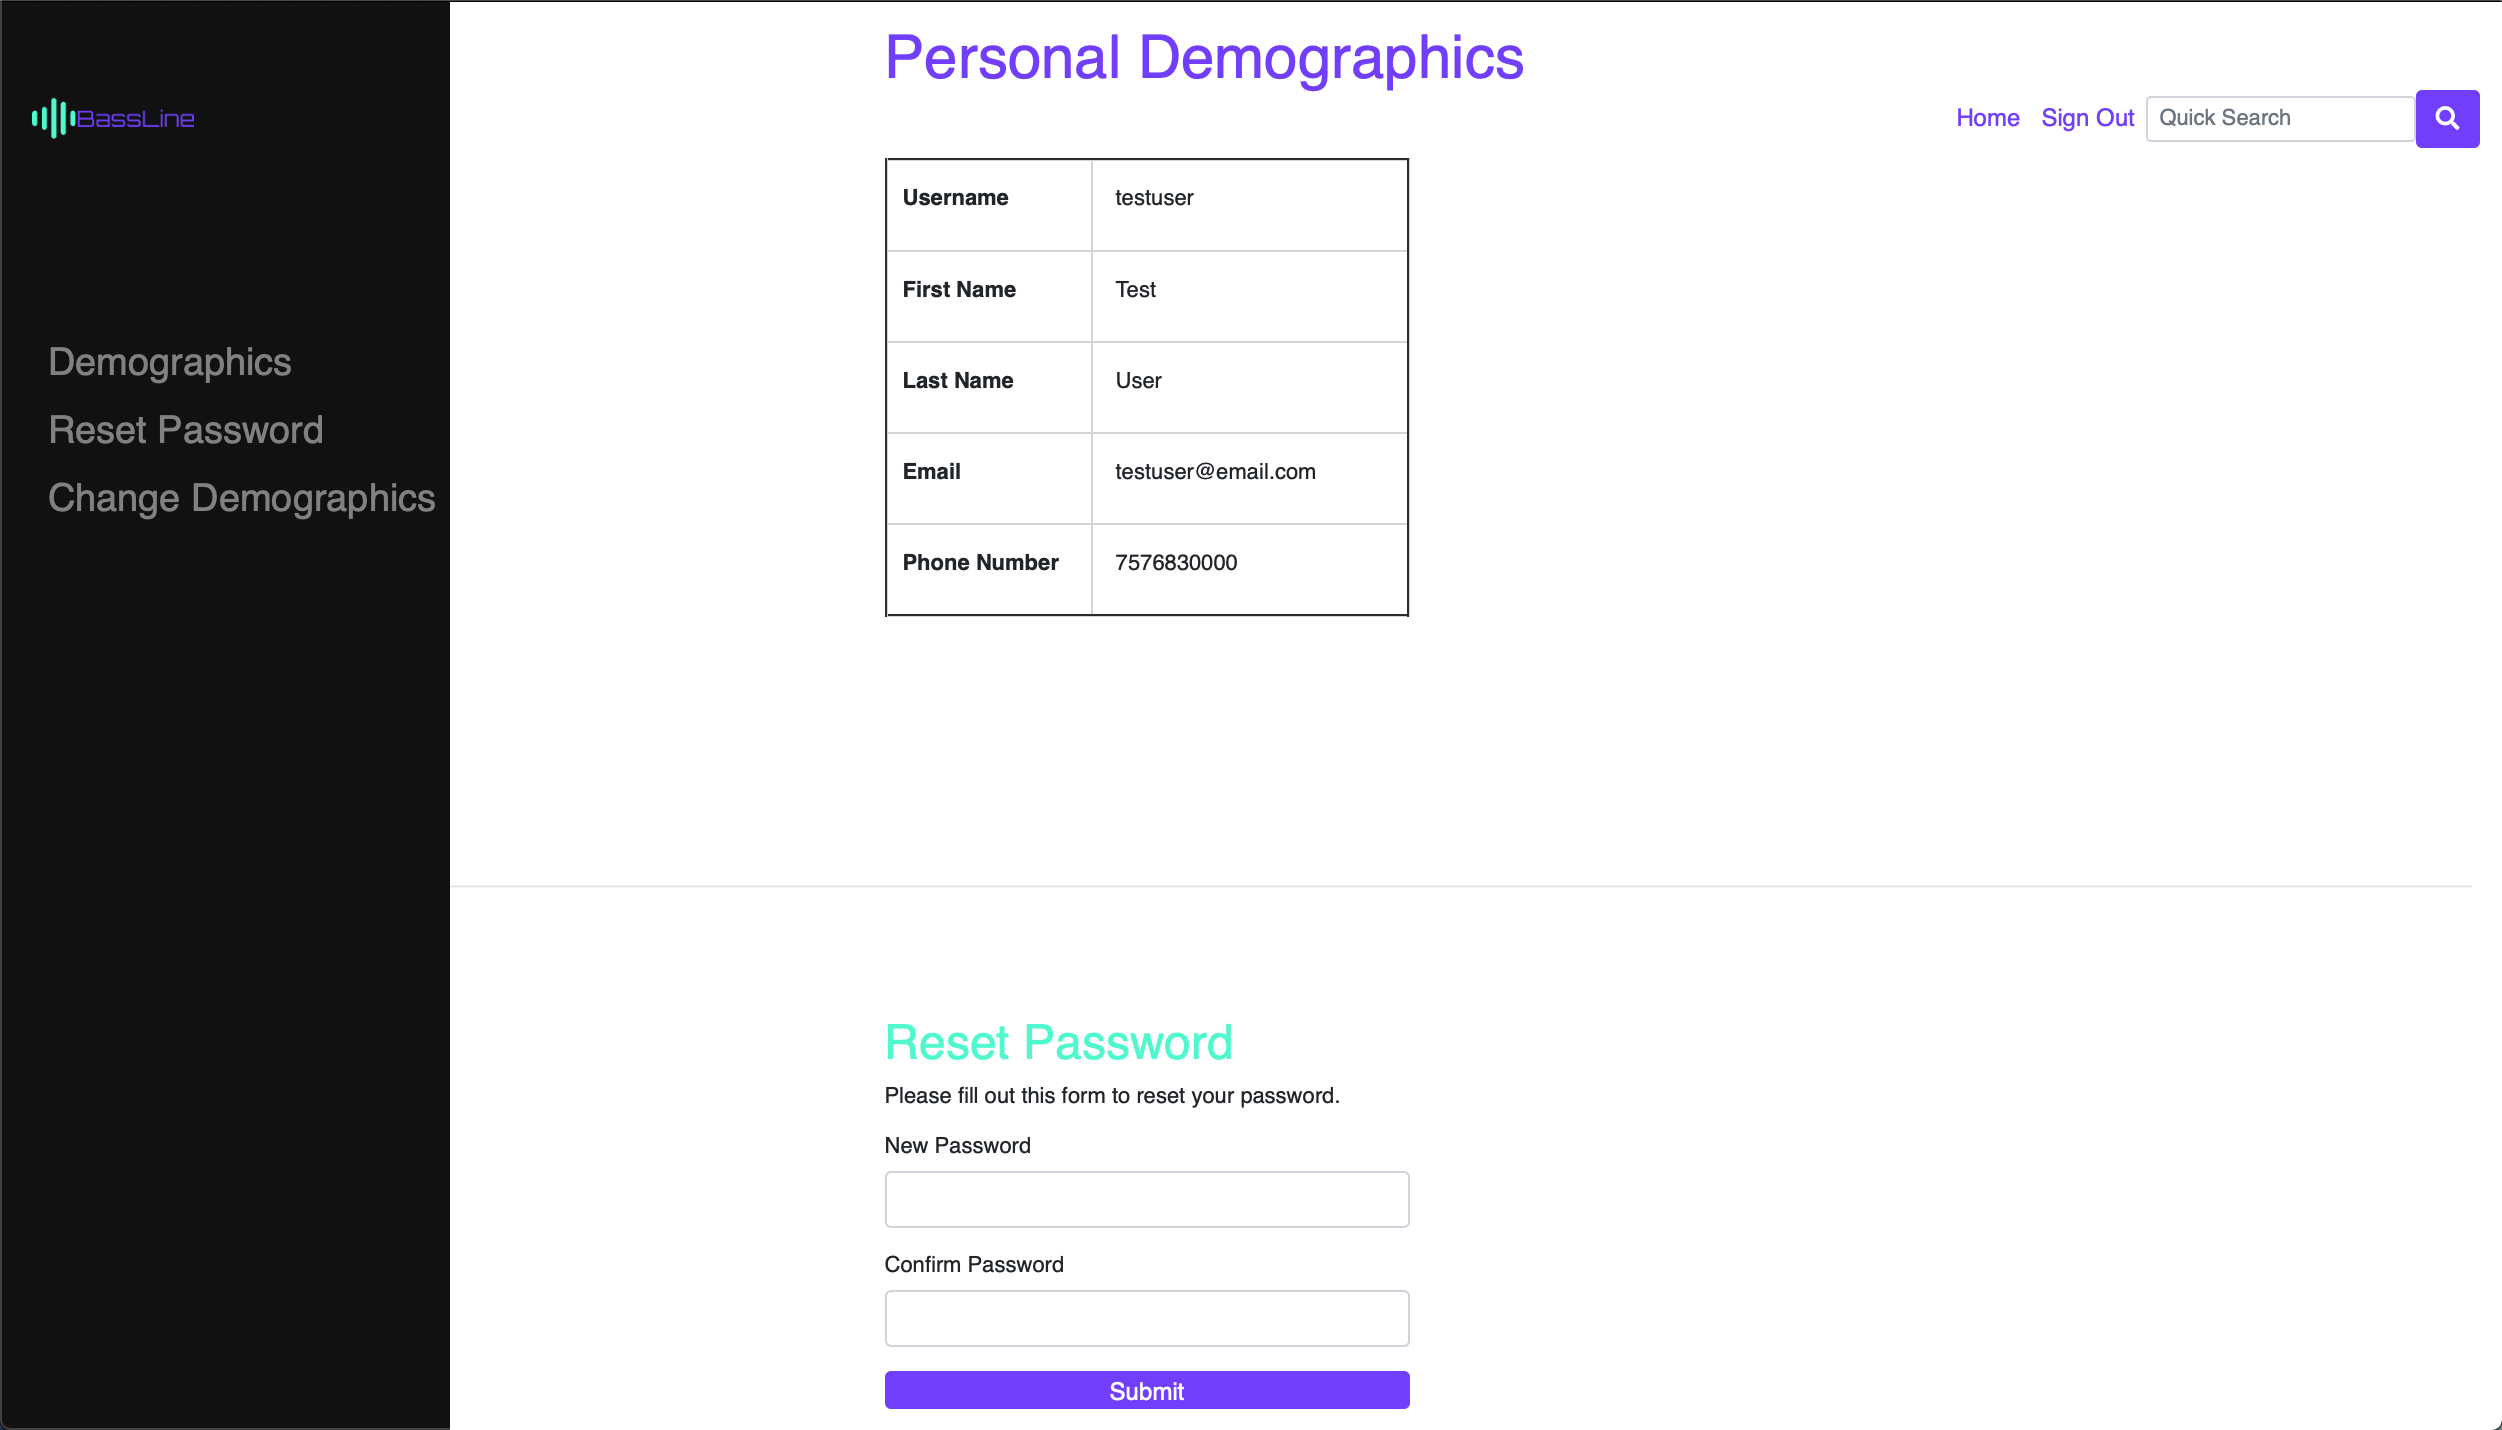 BassLine
Demographics
Reset Password
Change Demographics
Personal Demographics
Home Sign Out Quick Search
Username testuser
First Name Test
Last Name User
Email testuser@email.com
Phone Number 7576830000
Reset Password
Please fill out this form to reset your password.
New Password
Confirm Password
Submit